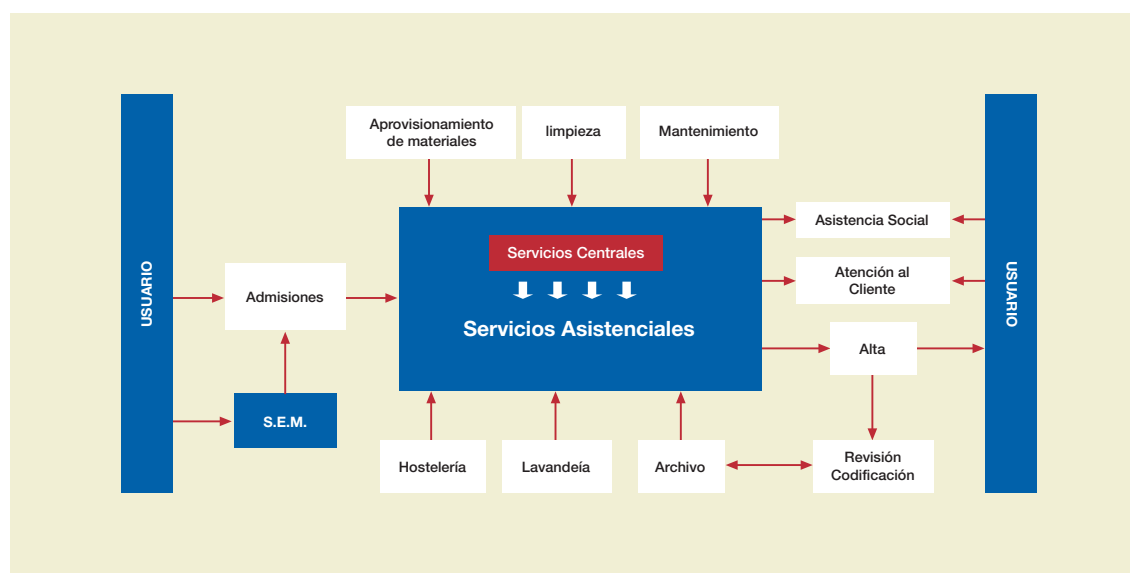 Aprovisionamiento
de materiales
limpieza
Mantenimiento
USUARIO
Admisiones
S.E.M.
Servicios Centrales
Servicios Asistenciales
Asistencia Social
Atención al
Cliente
Alta
USUARIO
Hostelería
Lavandeía
Archivo
Revisión
Codificación